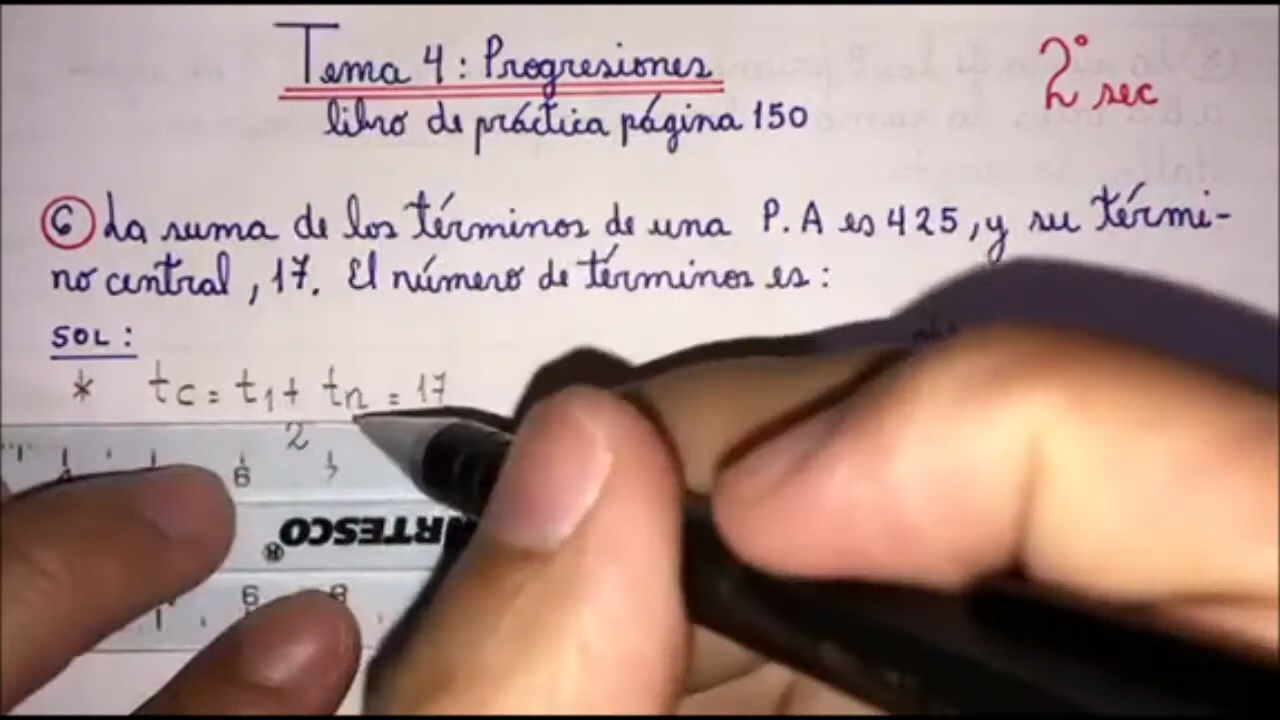 Tema 4: Progresiones
2° sec
libro de práctica página 150
6 La suma de los términos de una P.A es 425, y su térmi-
no central, 17. El número de términos es:
SOL:
* tc = t1 + tn = 17
2
ARTESCO®